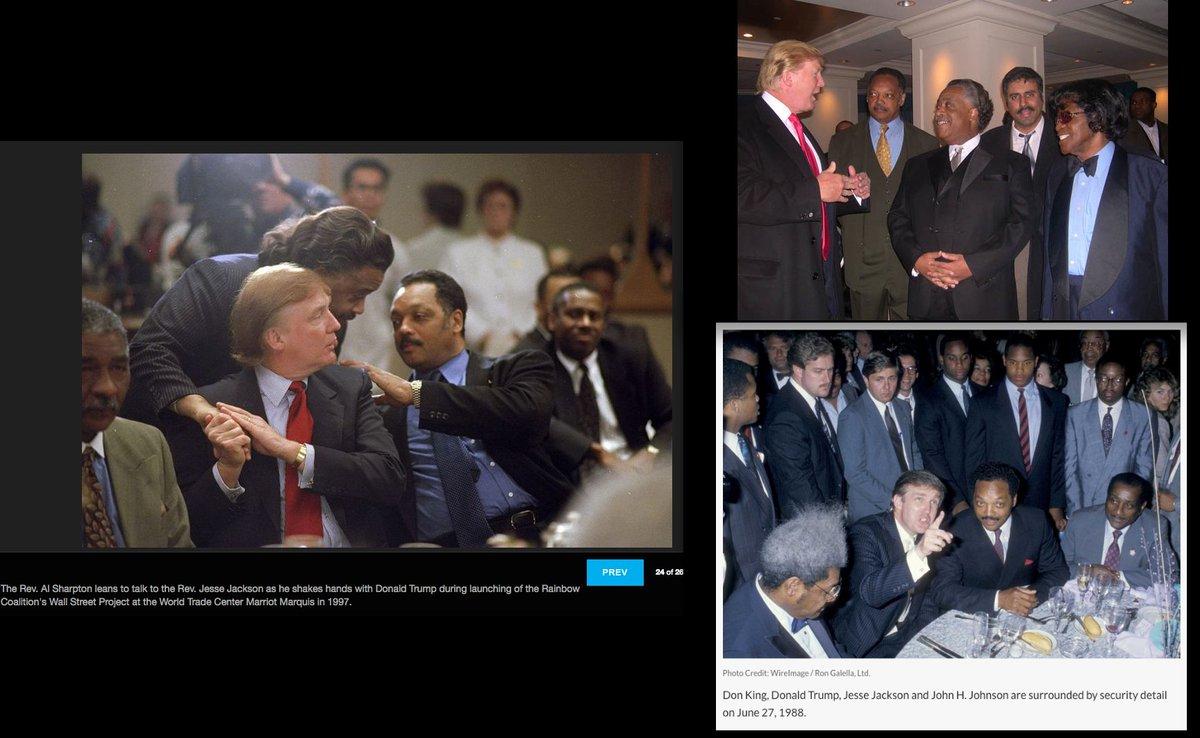 The Rev. Al Sharpton leans to talk to the Rev. Jesse Jackson as he shakes hands with Donald Trump during launching of the Rainbow
Coalition's Wall Street Project at the World Trade Center Marriot Marquis in 1997.
PREV
24 of 26
Photo Credit: WireImage / Ron Galella, Ltd.
Don King, Donald Trump, Jesse Jackson and John H. Johnson are surrounded by security detail
on June 27, 1988.